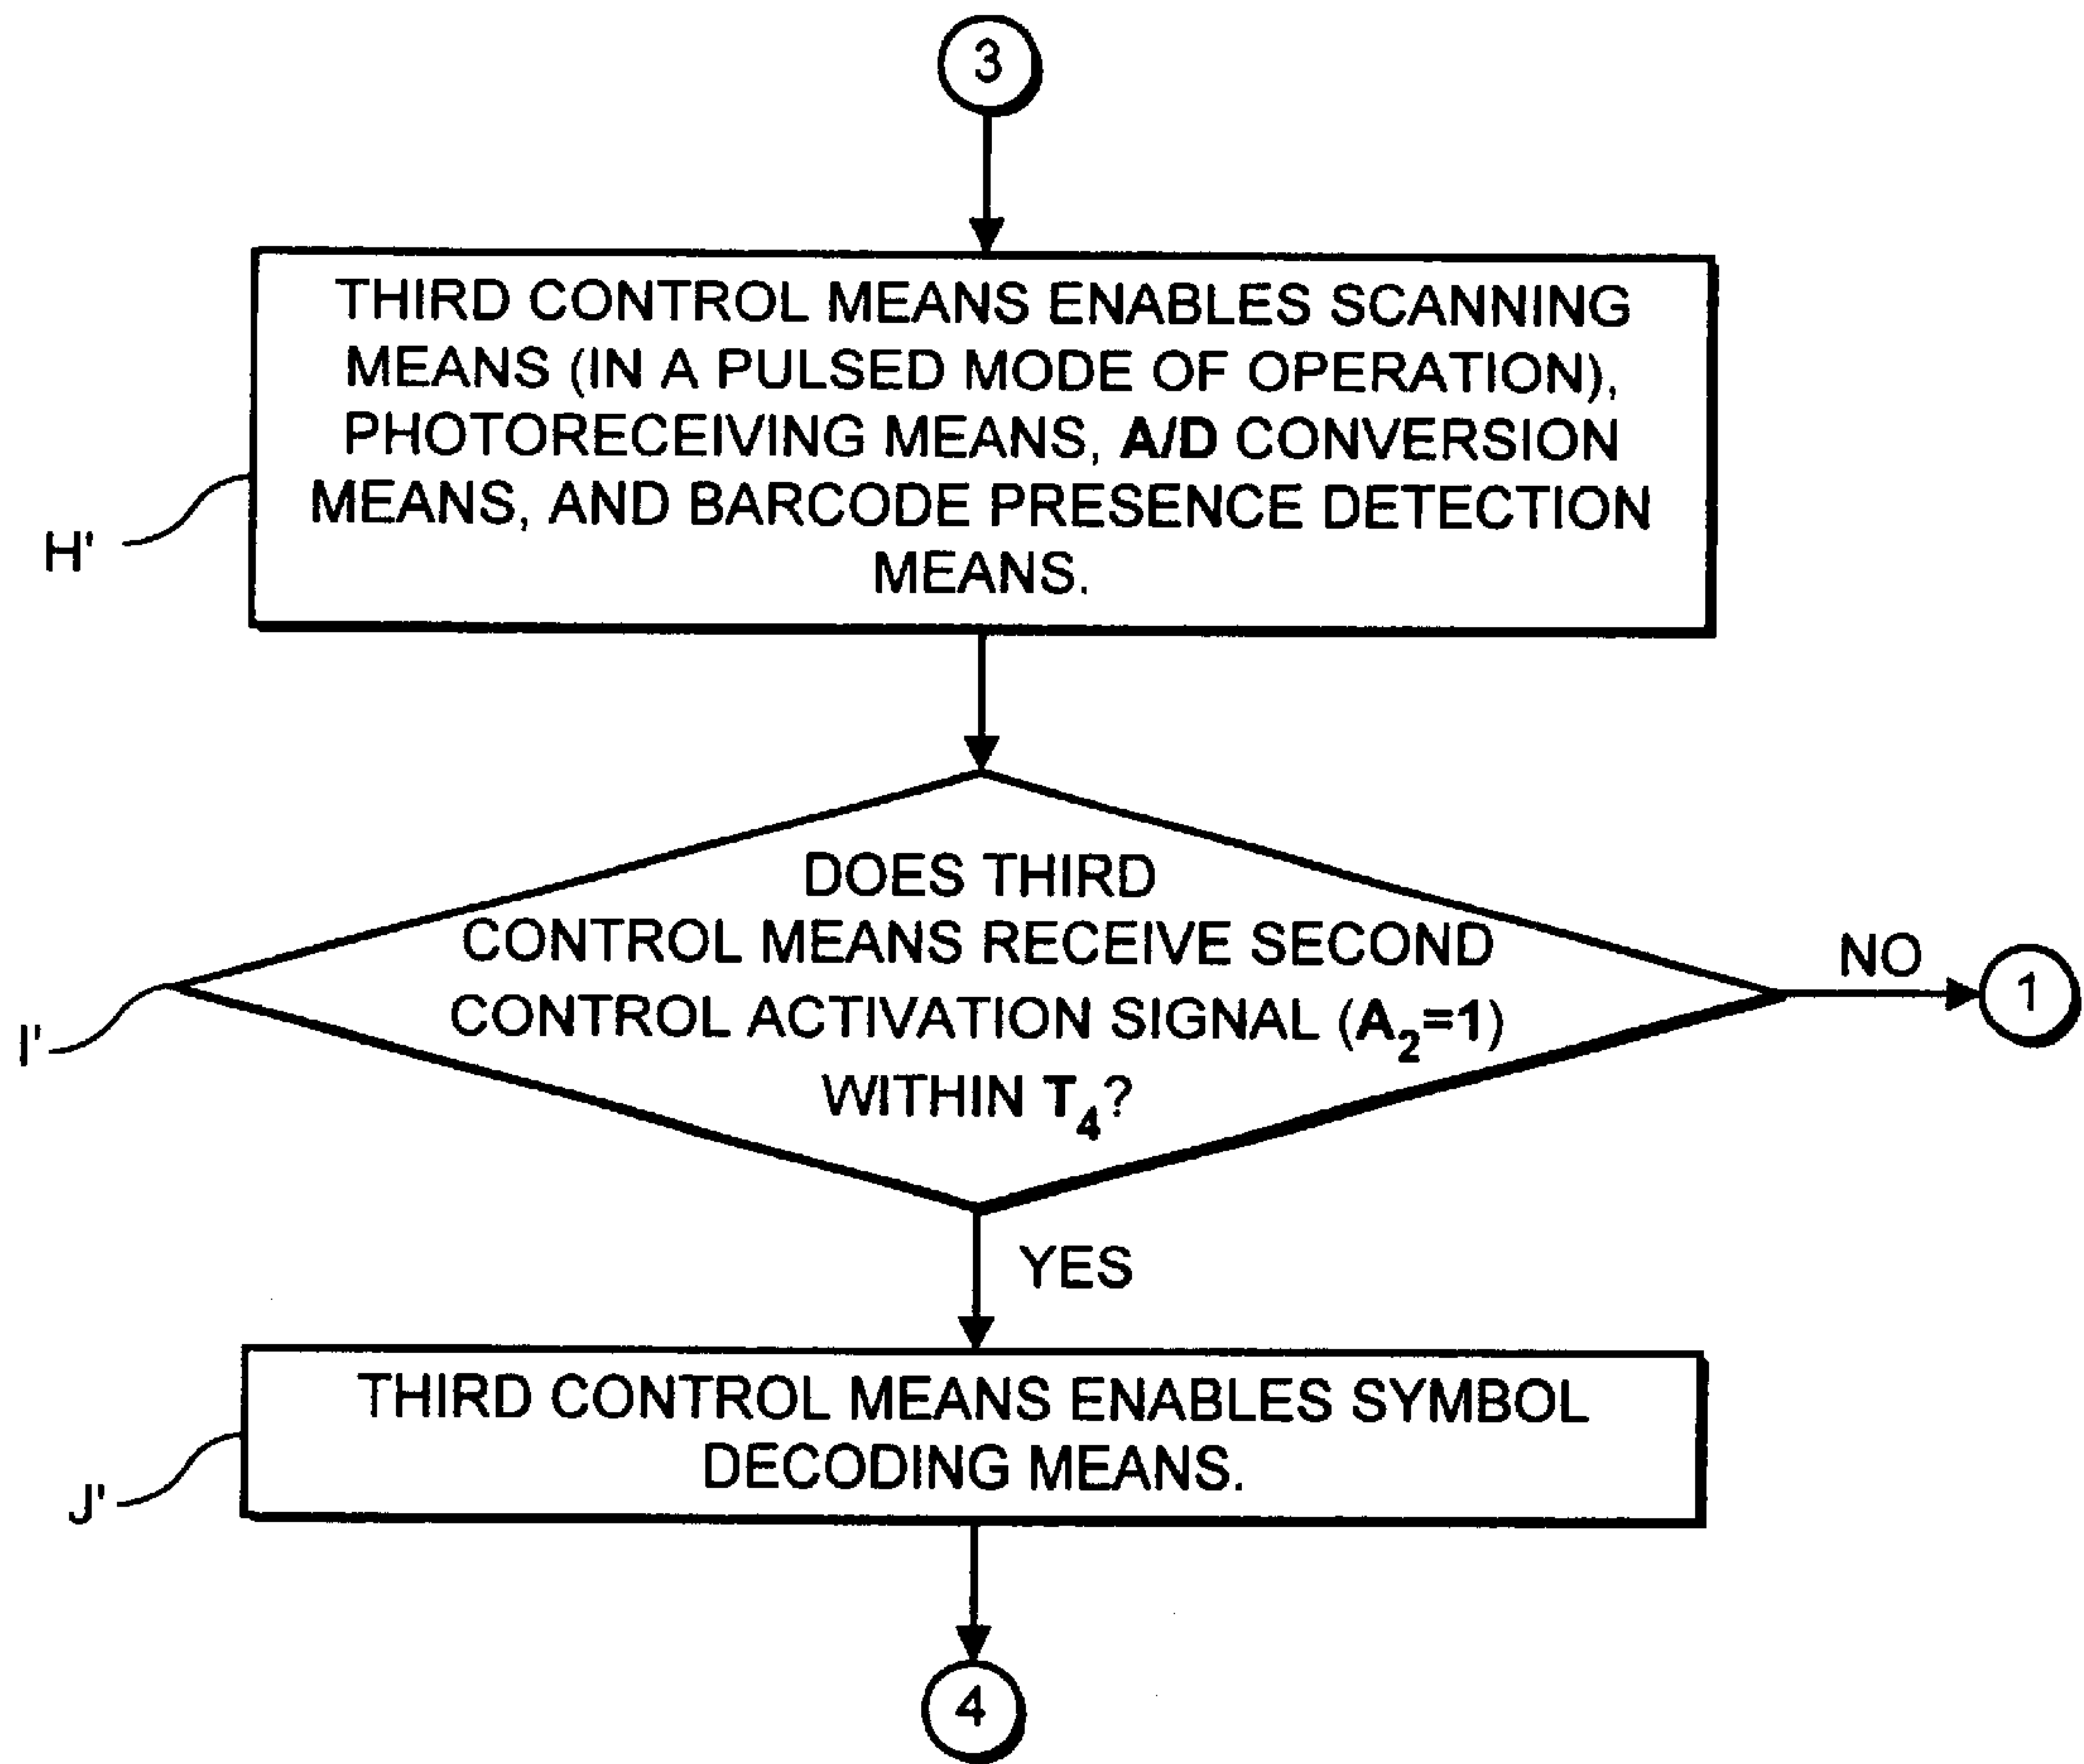 3
THIRD CONTROL MEANS ENABLES SCANNING
MEANS (IN A PULSED MODE OF OPERATION),
PHOTORECEIVING MEANS, A/D CONVERSION
MEANS, AND BARCODE PRESENCE DETECTION
MEANS.
H'
DOES THIRD
CONTROL MEANS RECEIVE SECOND
CONTROL ACTIVATION SIGNAL (A₂=1)
WITHIN T₄?
I'
NO
1
YES
THIRD CONTROL MEANS ENABLES SYMBOL
DECODING MEANS.
J'
4